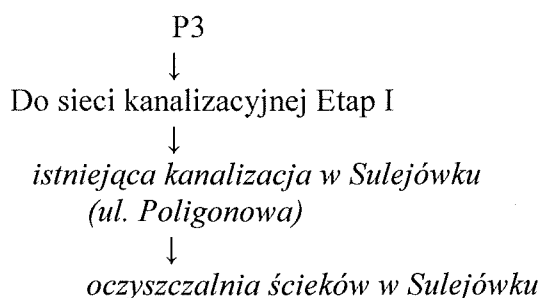 P3
↓
Do sieci kanalizacyjnej Etap I
↓
istniejąca kanalizacja w Sulejówku
(ul. Poligonowa)
↓
oczyszczalnia ścieków w Sulejówku